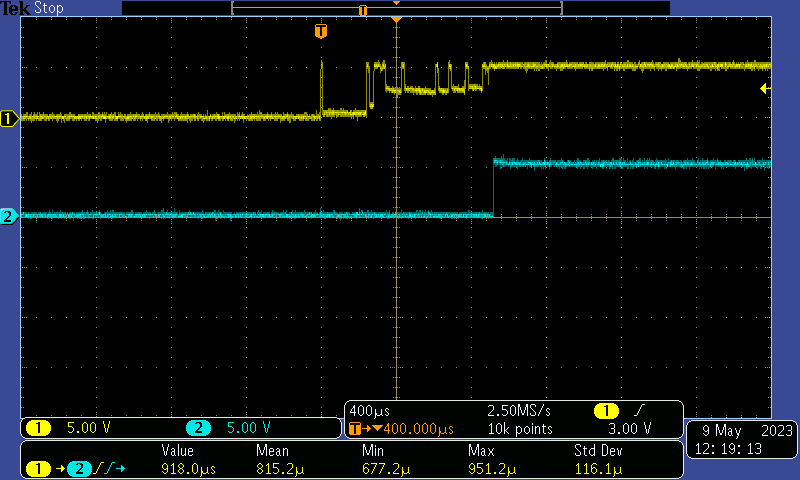 Tek Stop
T
T
1
2
1 5.00 V 2 5.00 V
400µs 2.50MS/s 1
T→▼400.000µs 10k points 3.00 V
9 May 2023
12:19:13
Value Mean Min Max Std Dev
1 → 2 918.0µs 815.2µ 677.2µ 951.2µ 116.1µ